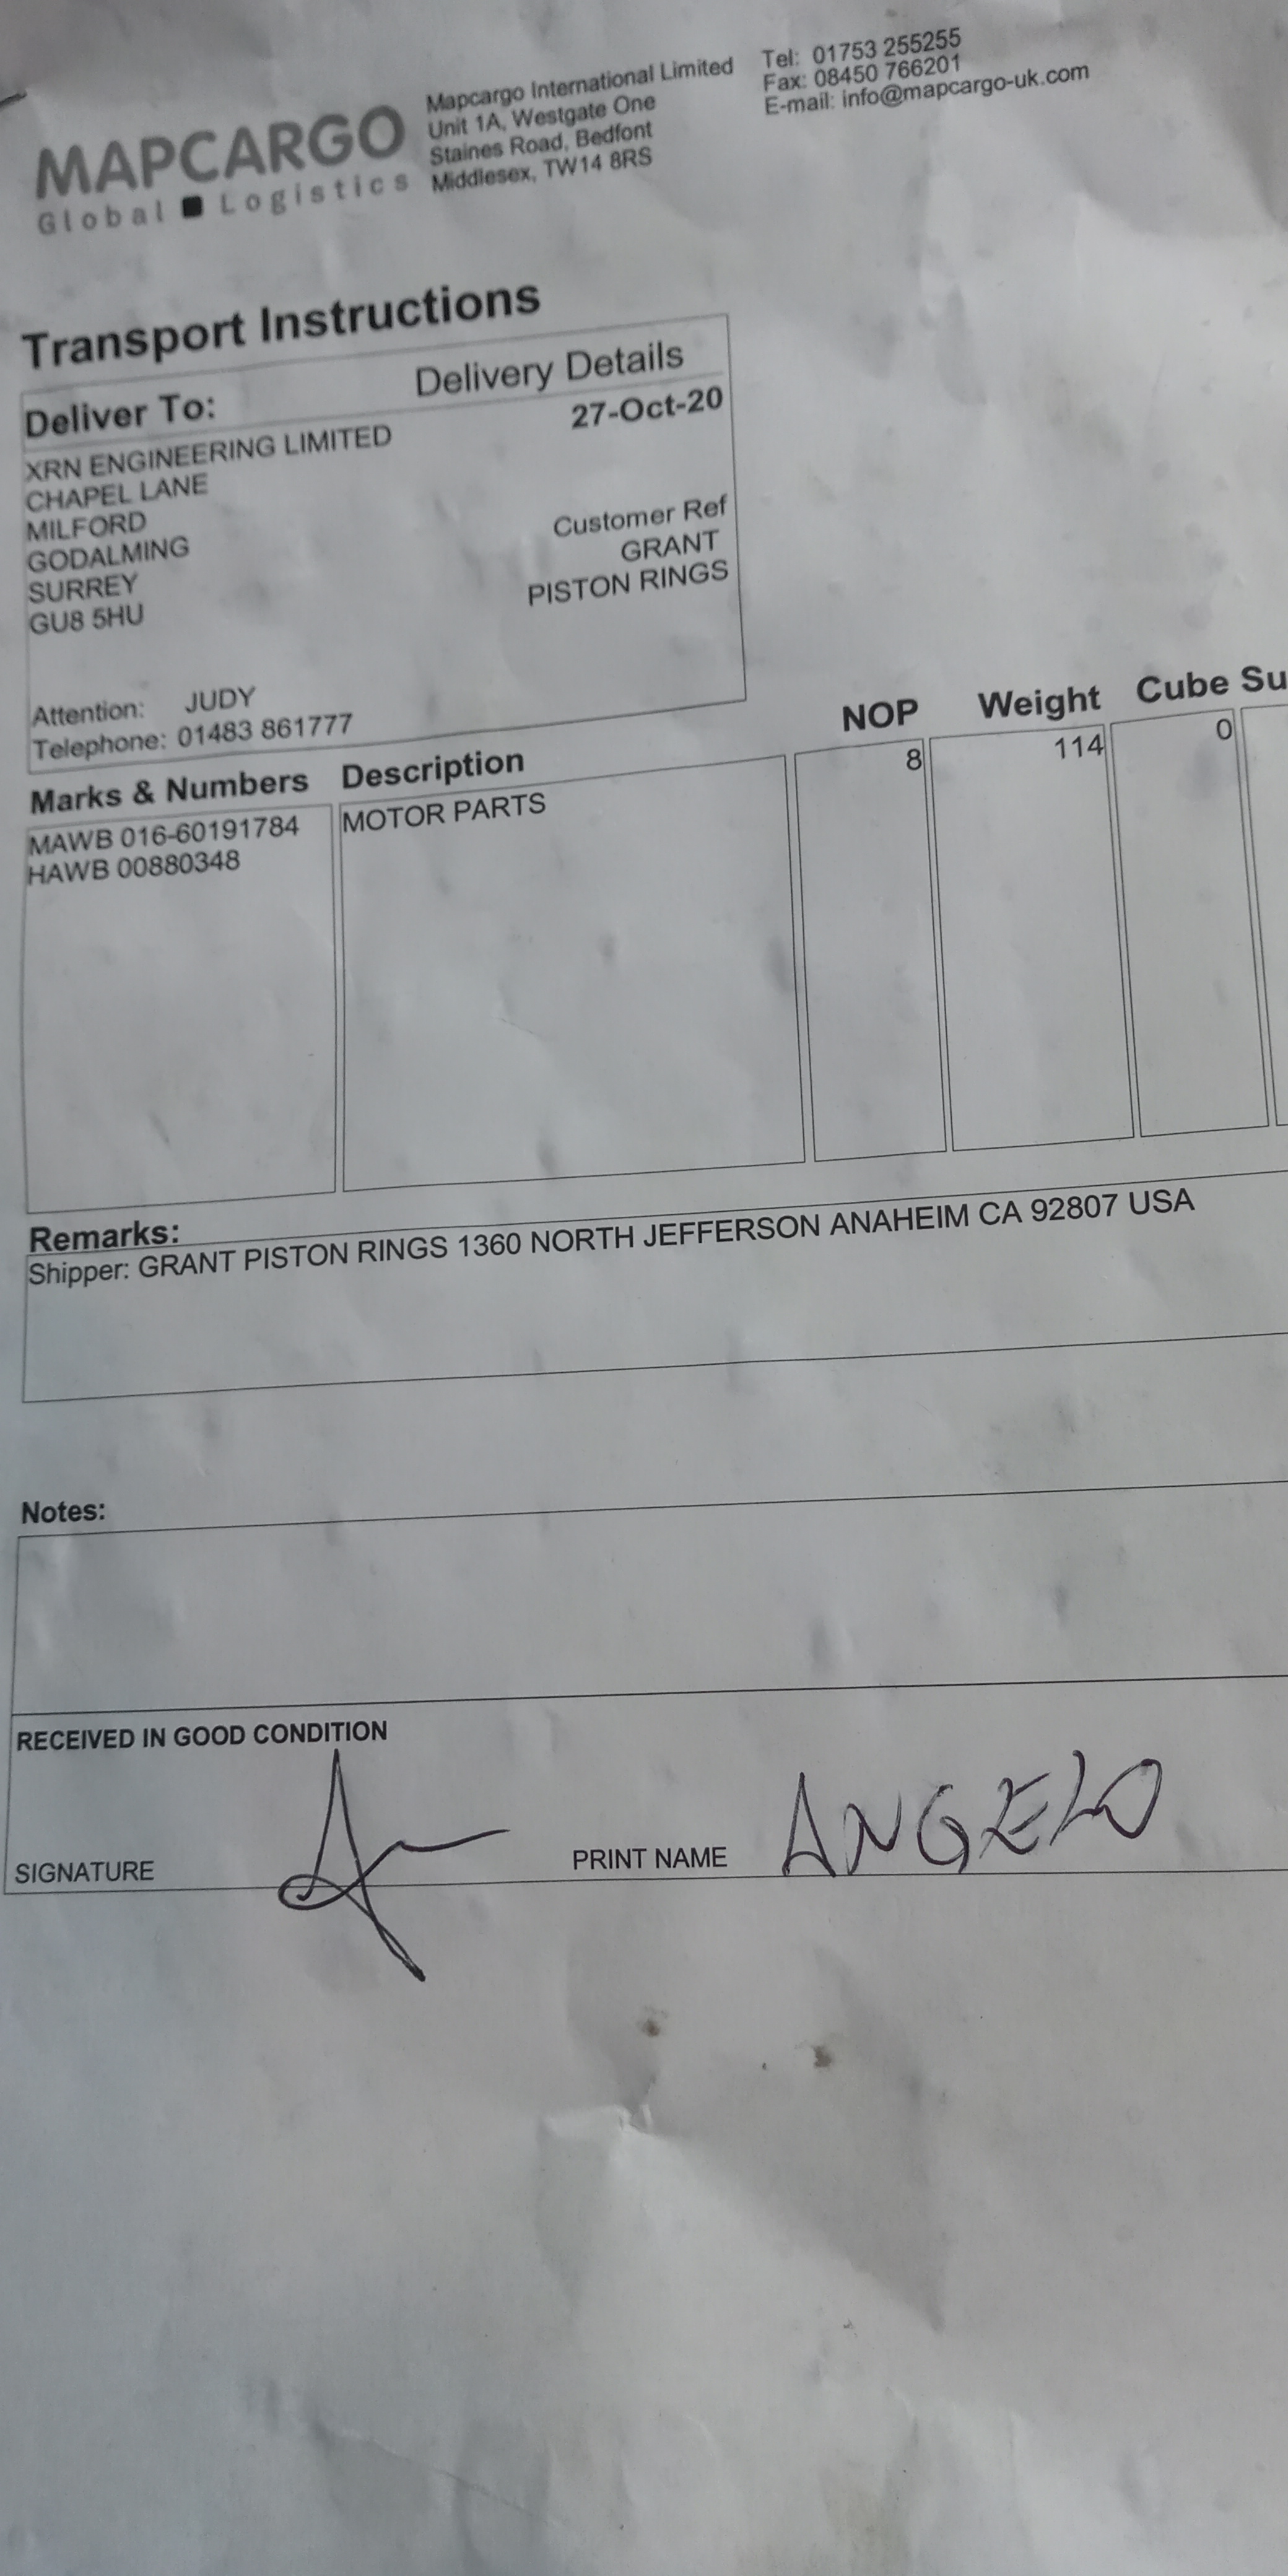 MAPCARGO
Global Logistics
Mapcargo International Limited
Unit 1A, Westgate One
Staines Road, Bedfont
Middlesex, TW14 8RS
Tel: 01753 255255
Fax: 08450 766201
E-mail: info@mapcargo-uk.com
Transport Instructions
Deliver To:
Delivery Details
27-Oct-20
XRN ENGINEERING LIMITED
CHAPEL LANE
MILFORD
GODALMING
SURREY
GU8 5HU
Customer Ref
GRANT
PISTON RINGS
Attention: JUDY
Telephone: 01483 861777
Marks & Numbers Description NOP Weight Cube Su
MAWB 016-60191784 MOTOR PARTS 8 114 0
HAWB 00880348
Remarks:
Shipper: GRANT PISTON RINGS 1360 NORTH JEFFERSON ANAHEIM CA 92807 USA
Notes:
RECEIVED IN GOOD CONDITION
SIGNATURE PRINT NAME ANGELO